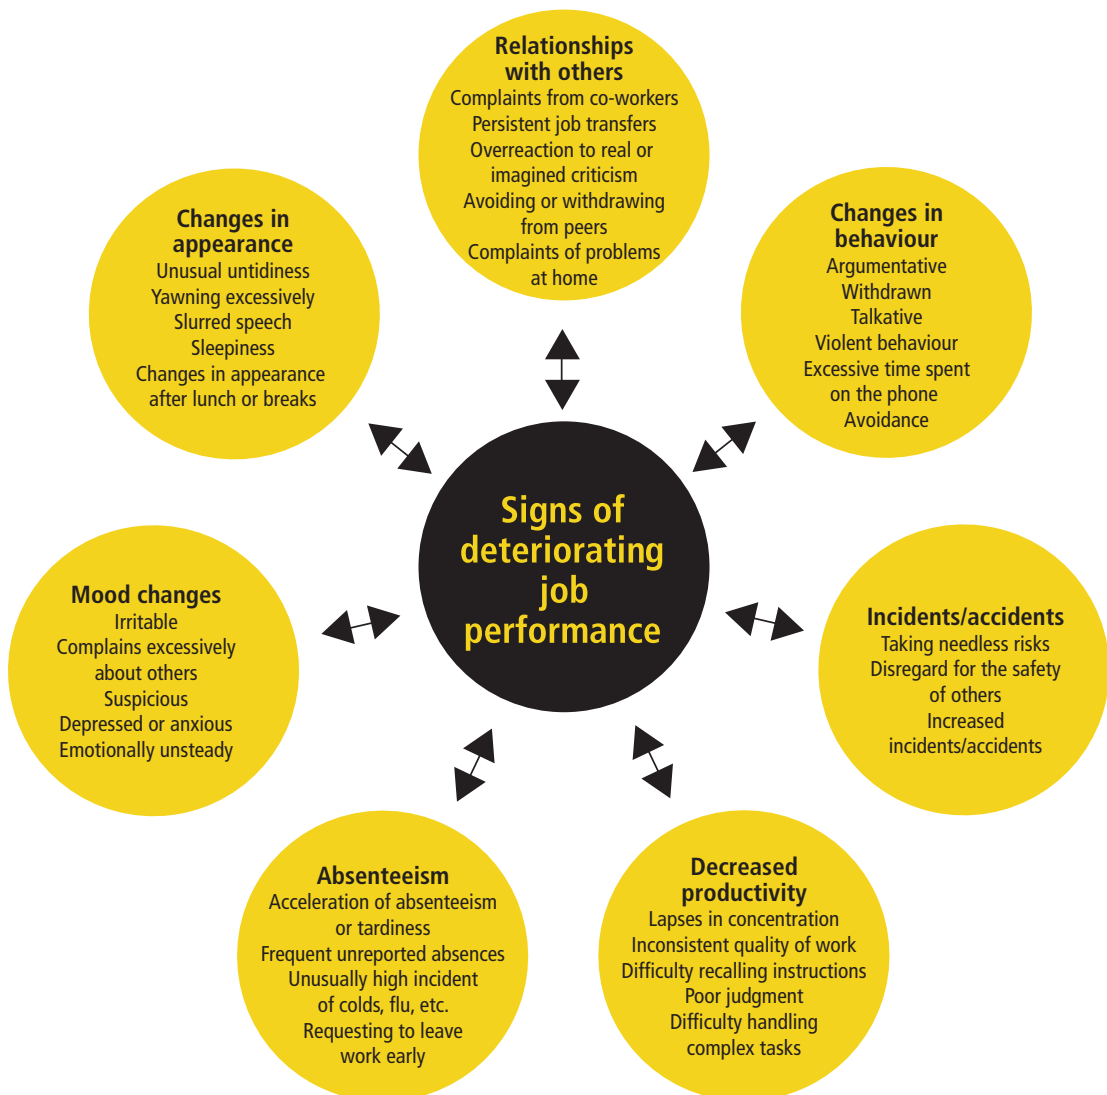 Relationships
with others
Complaints from co-workers
Persistent job transfers
Overreaction to real or
imagined criticism
Avoiding or withdrawing
from peers
Complaints of problems
at home
Changes in
appearance
Unusual untidiness
Yawning excessively
Slurred speech
Sleepiness
Changes in appearance
after lunch or breaks
Changes in
behaviour
Argumentative
Withdrawn
Talkative
Violent behaviour
Excessive time spent
on the phone
Avoidance
Signs of
deteriorating
job
performance
Mood changes
Irritable
Complains excessively
about others
Suspicious
Depressed or anxious
Emotionally unsteady
Incidents/accidents
Taking needless risks
Disregard for the safety
of others
Increased
incidents/accidents
Absenteeism
Acceleration of absenteeism
or tardiness
Frequent unreported absences
Unusually high incident
of colds, flu, etc.
Requesting to leave
work early
Decreased
productivity
Lapses in concentration
Inconsistent quality of work
Difficulty recalling instructions
Poor judgment
Difficulty handling
complex tasks